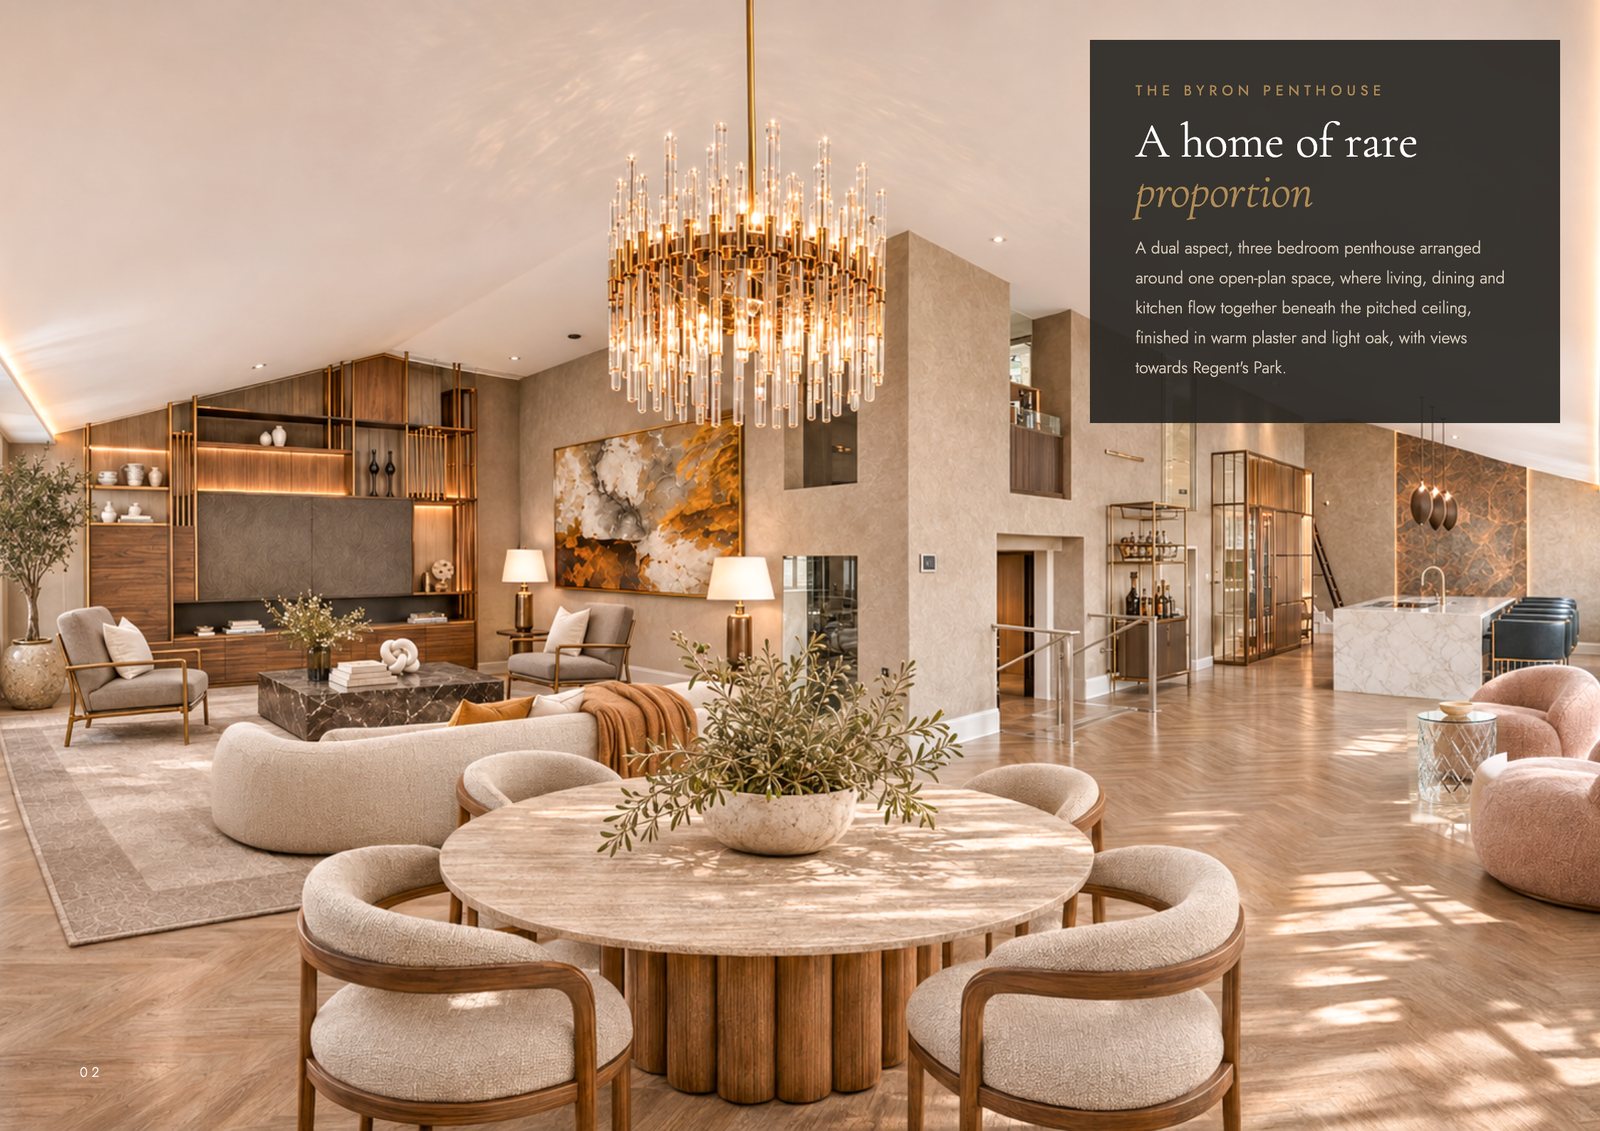 THE BYRON PENTHOUSE
A home of rare
proportion
A dual aspect, three bedroom penthouse arranged
around one open-plan space, where living, dining and
kitchen flow together beneath the pitched ceiling,
finished in warm plaster and light oak, with views
towards Regent's Park.
02